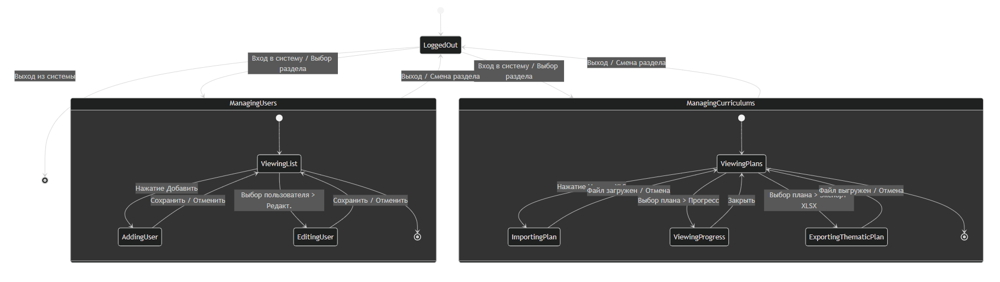 LoggedOut
Вход в систему / Выбор
раздела
Выход / Смена раздела
Вход в систему / Выбор
раздела
Выход из системы
Выход / Смена раздела
ManagingUsers
ManagingCurriculums
ViewingList
ViewingPlans
Нажатие Добавить
Сохранить / Отменить
Выбор пользователя >
Редакт.
Сохранить / Отменить
Нажатие
Файл загружен / Отмена
Выбор плана > Прогресс
Закрыть
Выбор плана >
XLSX
Файл выгружен / Отмена
AddingUser
EditingUser
ImportingPlan
ViewingProgress
ExportingThematicPlan